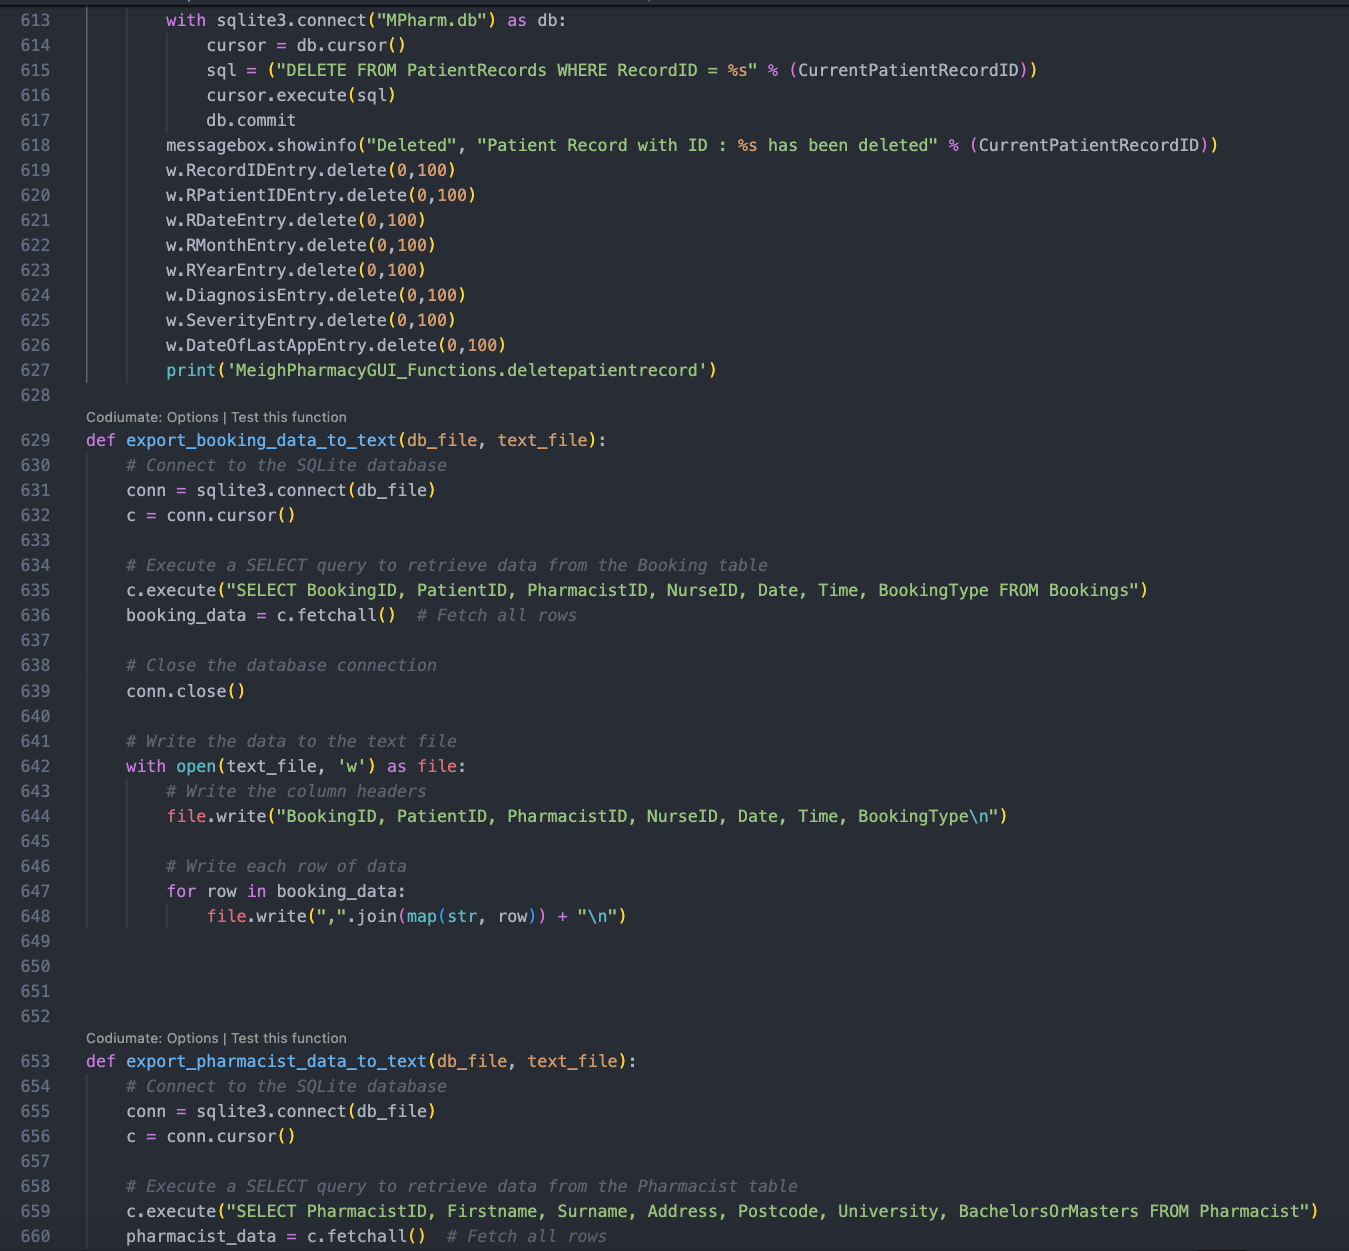 613 with sqlite3.connect("MPharm.db") as db:
614 cursor = db.cursor()
615 sql = ("DELETE FROM PatientRecords WHERE RecordID = %s" % (CurrentPatientRecordID))
616 cursor.execute(sql)
617 db.commit
618 messagebox.showinfo("Deleted", "Patient Record with ID : %s has been deleted" % (CurrentPatientRecordID))
619 w.RecordIDEntry.delete(0,100)
620 w.RPatientIDEntry.delete(0,100)
621 w.RDateEntry.delete(0,100)
622 w.RMonthEntry.delete(0,100)
623 w.RYearEntry.delete(0,100)
624 w.DiagnosisEntry.delete(0,100)
625 w.SeverityEntry.delete(0,100)
626 w.DateOfLastAppEntry.delete(0,100)
627 print('MeighPharmacyGUI_Functions.deletepatientrecord')
628
Codiumate: Options | Test this function
629 def export_booking_data_to_text(db_file, text_file):
630 # Connect to the SQLite database
631 conn = sqlite3.connect(db_file)
632 c = conn.cursor()
633
634 # Execute a SELECT query to retrieve data from the Booking table
635 c.execute("SELECT BookingID, PatientID, PharmacistID, NurseID, Date, Time, BookingType FROM Bookings")
636 booking_data = c.fetchall() # Fetch all rows
637
638 # Close the database connection
639 conn.close()
640
641 # Write the data to the text file
642 with open(text_file, 'w') as file:
643 # Write the column headers
644 file.write("BookingID, PatientID, PharmacistID, NurseID, Date, Time, BookingType\n")
645
646 # Write each row of data
647 for row in booking_data:
648 file.write(",".join(map(str, row)) + "\n")
649
650
651
652
Codiumate: Options | Test this function
653 def export_pharmacist_data_to_text(db_file, text_file):
654 # Connect to the SQLite database
655 conn = sqlite3.connect(db_file)
656 c = conn.cursor()
657
658 # Execute a SELECT query to retrieve data from the Pharmacist table
659 c.execute("SELECT PharmacistID, Firstname, Surname, Address, Postcode, University, BachelorsOrMasters FROM Pharmacist")
660 pharmacist_data = c.fetchall() # Fetch all rows